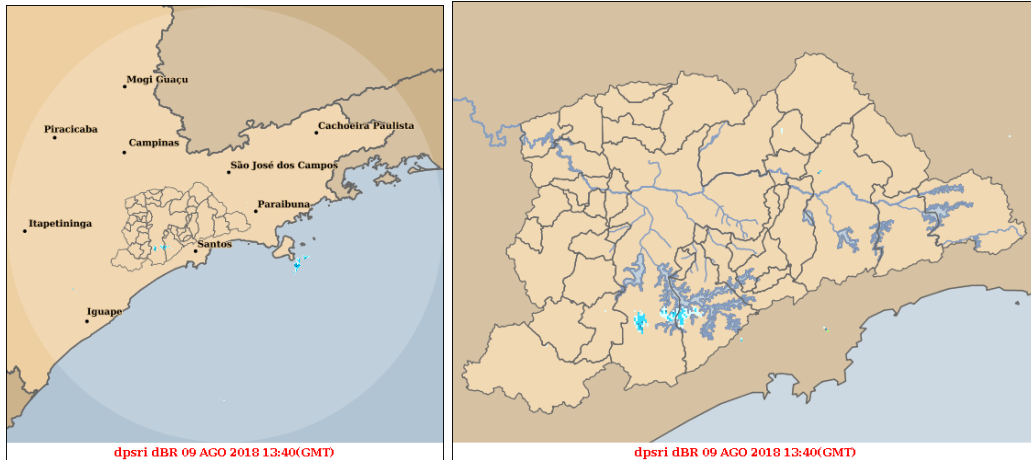 Mogi Guaçu
Piracicaba
Campinas
Cachoeira Paulista
São José dos Campos
Paraibuna
Itapetininga
Santos
Iguape
dpsri dBR 09 AGO 2018 13:40(GMT)
dpsri dBR 09 AGO 2018 13:40(GMT)